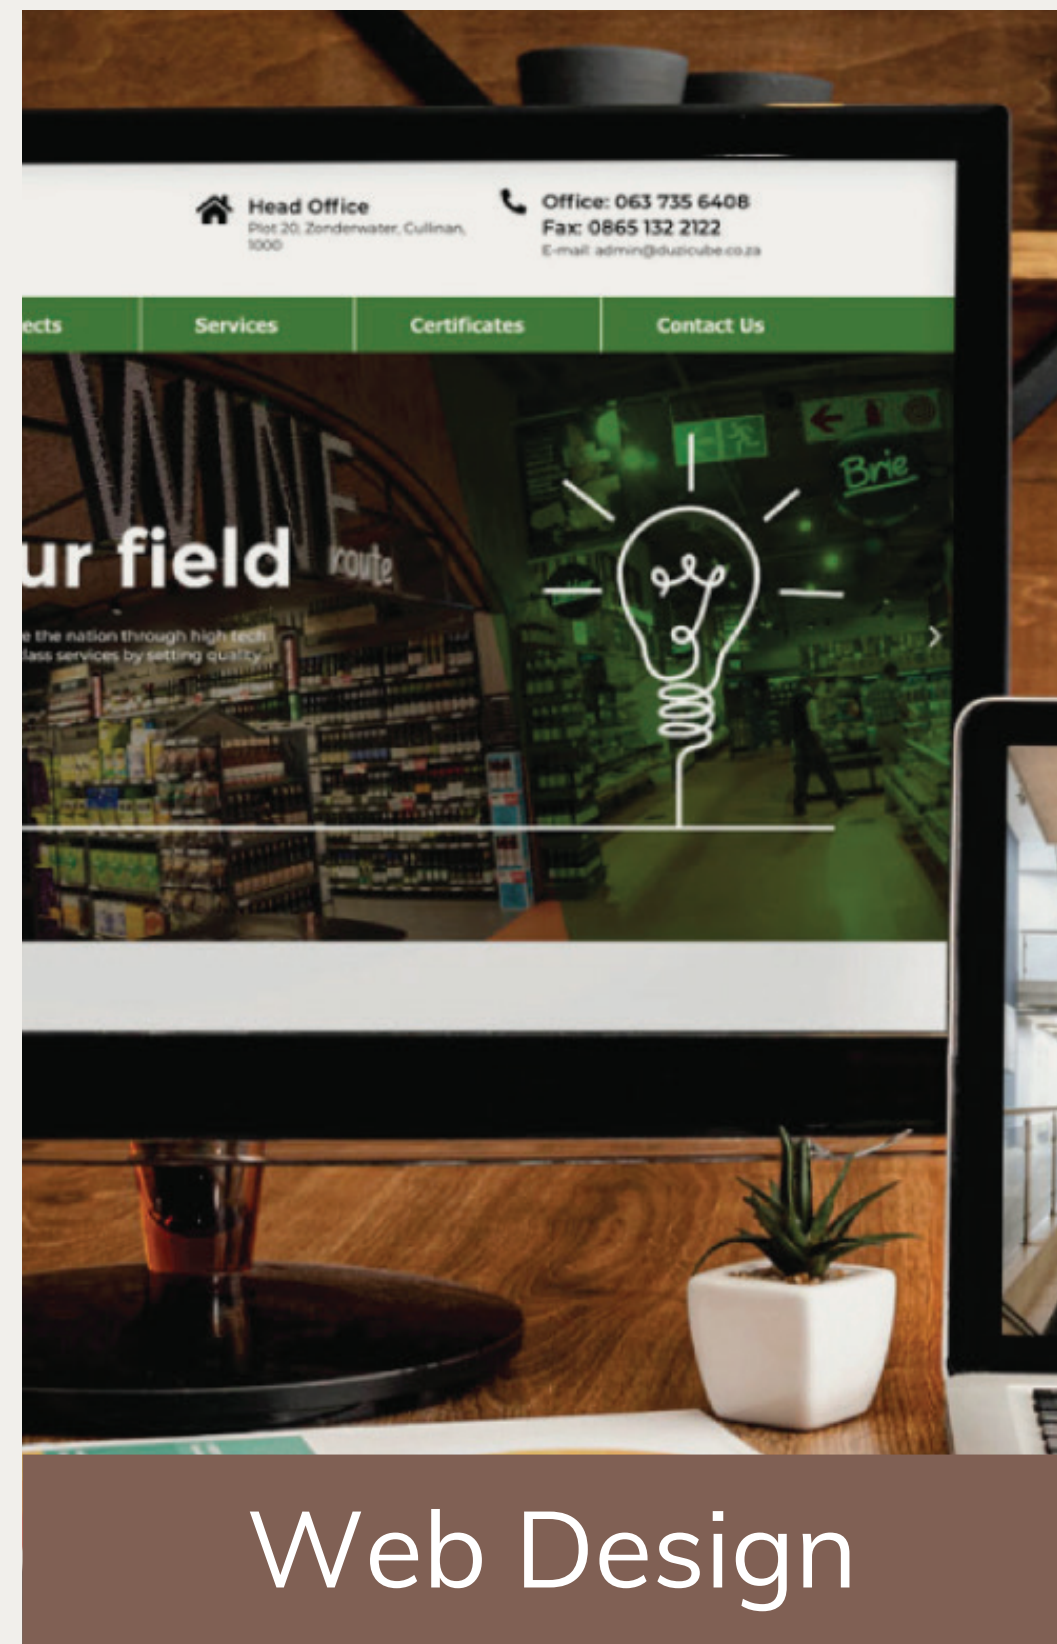 Head Office
Plot 20, Zonderwater, Cullinan,
1000
Office: 063 735 6408
Fax: 0865 132 2122
E-mail: admin@duzicube.co.za
ects
Services
Certificates
Contact Us
WINE
route
Brie
ur field
e the nation through high tech
lass services by setting quality
Web Design